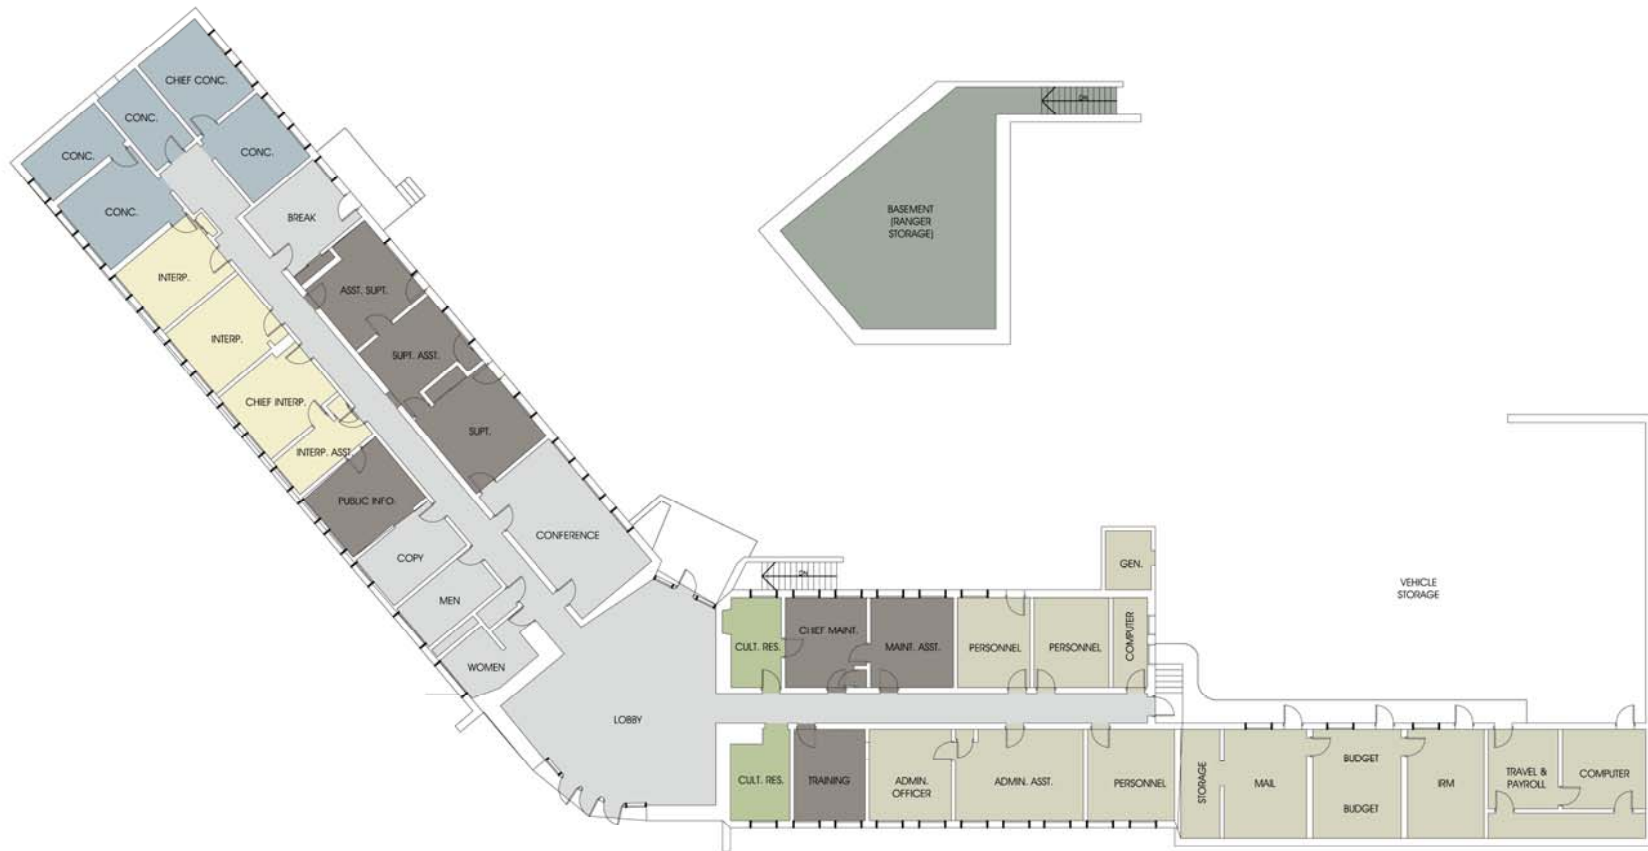 CHIEF CONC.
CONC.
CONC.
CONC.
CONC.
BREAK
INTERP.
ASST. SUPT.
INTERP.
SUPT. ASST.
CHIEF INTERP.
SUPT.
INTERP. ASST.
PUBLIC INFO.
CONFERENCE
COPY
MEN
WOMEN
LOBBY
DN
BASEMENT
(RANGER
STORAGE)
DN
GEN.
VEHICLE
STORAGE
CULT. RES.
CHIEF MAINT.
MAINT. ASST.
PERSONNEL
PERSONNEL
COMPUTER
CULT. RES.
TRAINING
ADMIN.
OFFICER
ADMIN. ASST.
PERSONNEL
STORAGE
MAIL
BUDGET
BUDGET
IRM
TRAVEL &
PAYROLL
COMPUTER